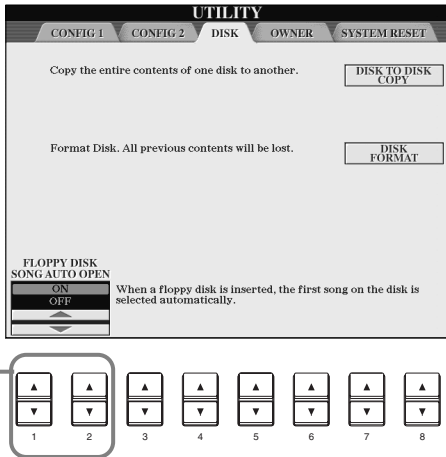 UTILITY
CONFIG 1 CONFIG 2 DISK OWNER SYSTEM RESET
Copy the entire contents of one disk to another.
DISK TO DISK
COPY
Format Disk. All previous contents will be lost.
DISK
FORMAT
FLOPPY DISK
SONG AUTO OPEN
ON
OFF
When a floppy disk is inserted, the first song on the disk is
selected automatically.
1 2 3 4 5 6 7 8